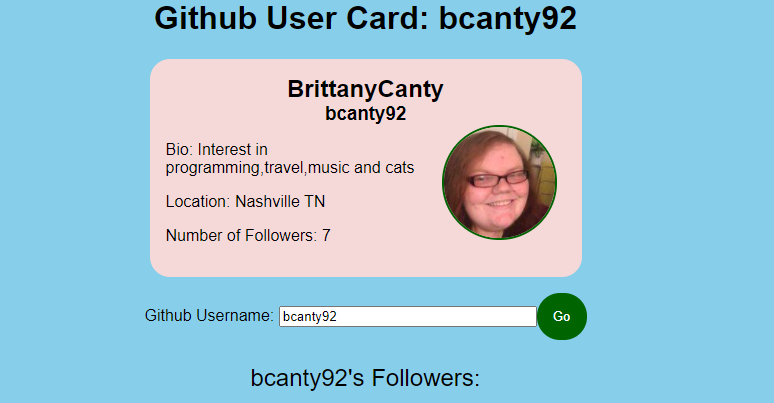 Github User Card: bcanty92
BrittanyCanty
bcanty92
Bio: Interest in
programming,travel,music and cats
Location: Nashville TN
Number of Followers: 7
Github Username: bcanty92 Go
bcanty92's Followers: